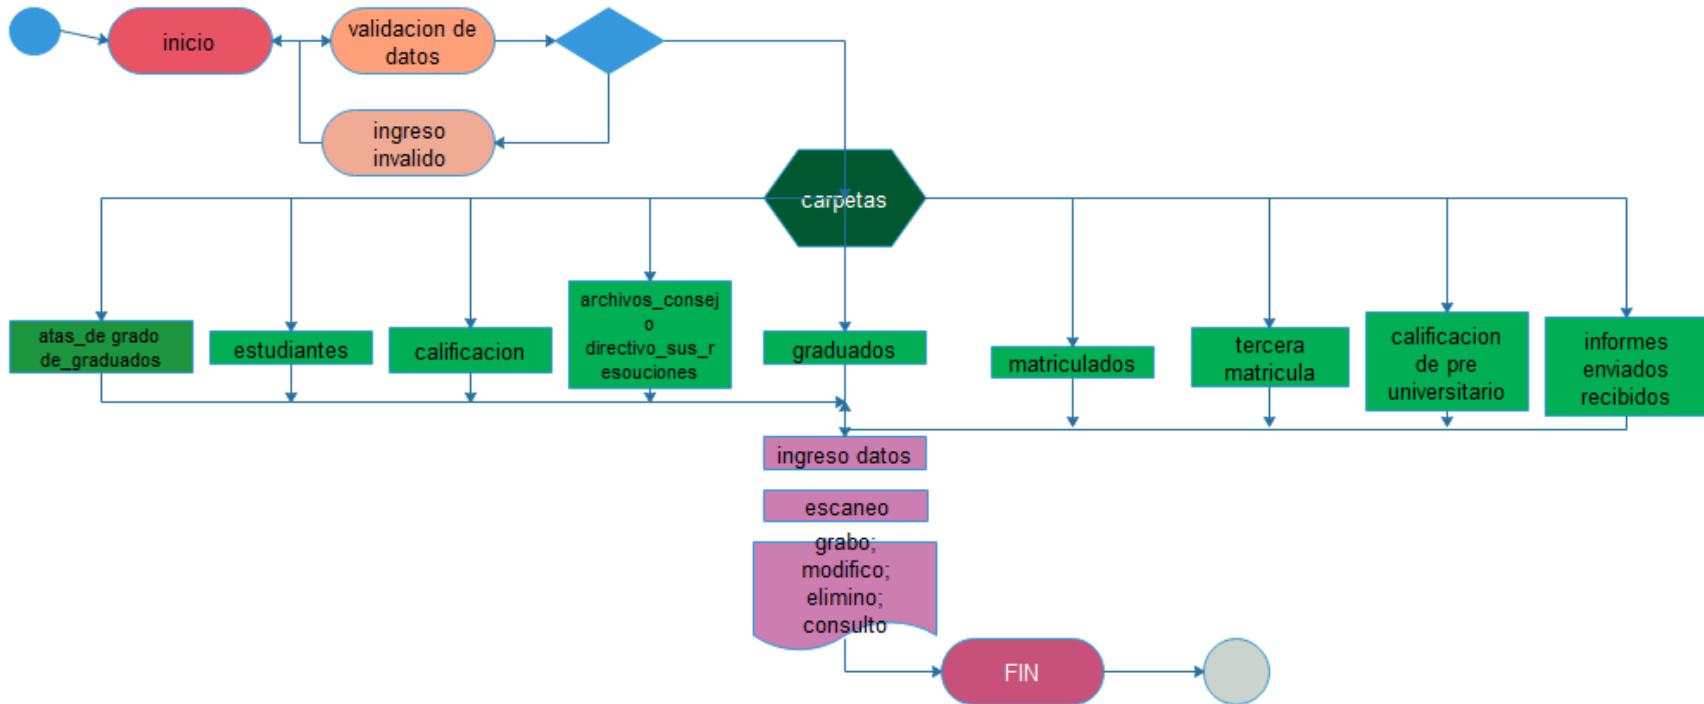 inicio
validacion de
datos
ingreso
invalido
carpetas
atas_de grado
de_graduados
estudiantes
calificacion
archivos_consej
o
directivo_sus_r
esouciones
graduados
matriculados
tercera
matricula
calificacion
de pre
universitario
informes
enviados
recibidos
ingreso datos
escaneo
grabo;
modifico;
elimino;
consulto
FIN